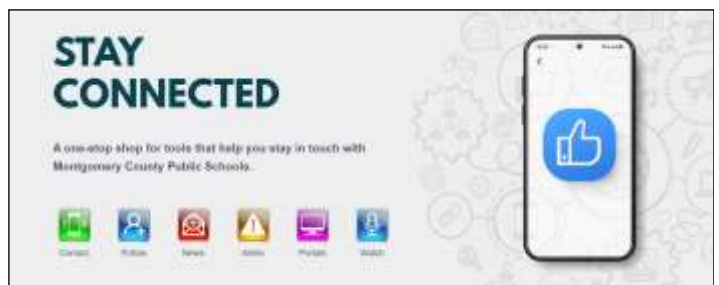 STAY
CONNECTED
A one-stop shop for tools that help you stay in touch with
Montgomery County Public Schools.
Contact Follow News Alerts Portals Watch